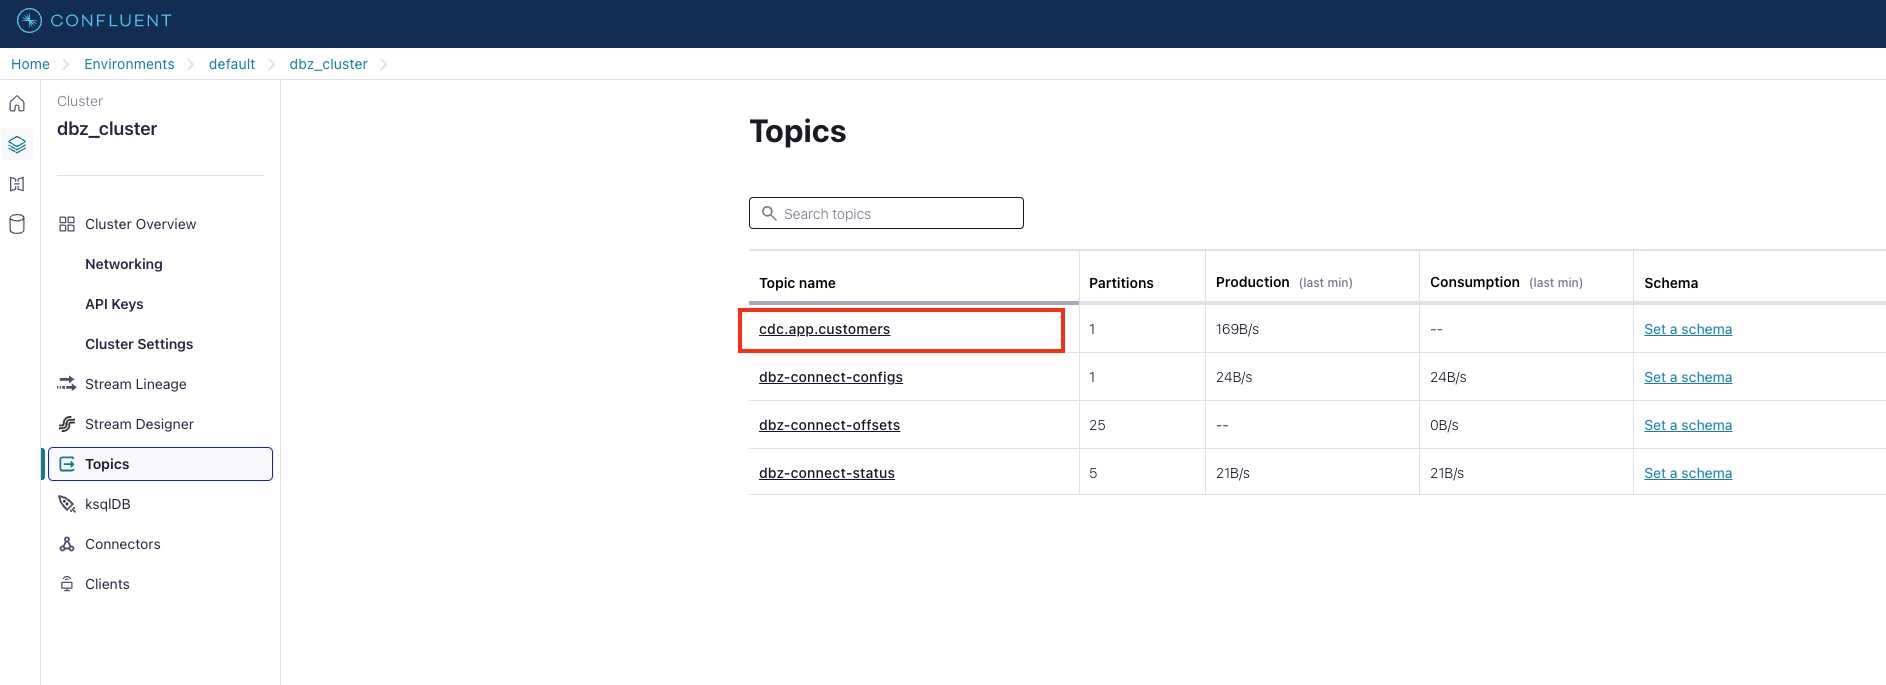 CONFLUENT
Home Environments default dbz_cluster
Cluster
dbz_cluster
Cluster Overview
Networking
API Keys
Cluster Settings
Stream Lineage
Stream Designer
Topics
ksqlDB
Connectors
Clients
Topics
Search topics
Topic name Partitions Production (last min) Consumption (last min) Schema
cdc.app.customers 1 169B/s -- Set a schema
dbz-connect-configs 1 24B/s 24B/s Set a schema
dbz-connect-offsets 25 -- 0B/s Set a schema
dbz-connect-status 5 21B/s 21B/s Set a schema